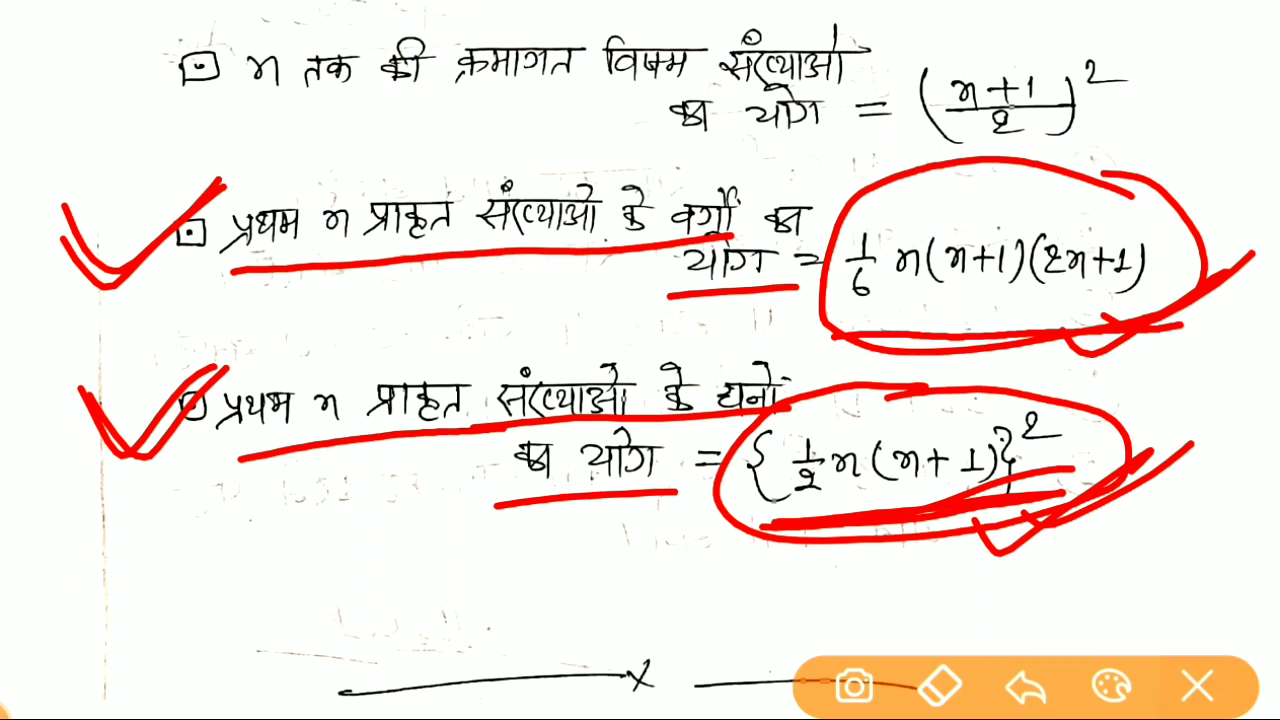 n तक की क्रमागत विषम संख्याओं
का योग = (n+1/2)²
प्रथम n प्राकृत संख्याओं के वर्गों का
योग = 1/6 n(n+1)(2n+1)
प्रथम n प्राकृत संख्याओं के घनों
का योग = {1/2 n(n+1)}²